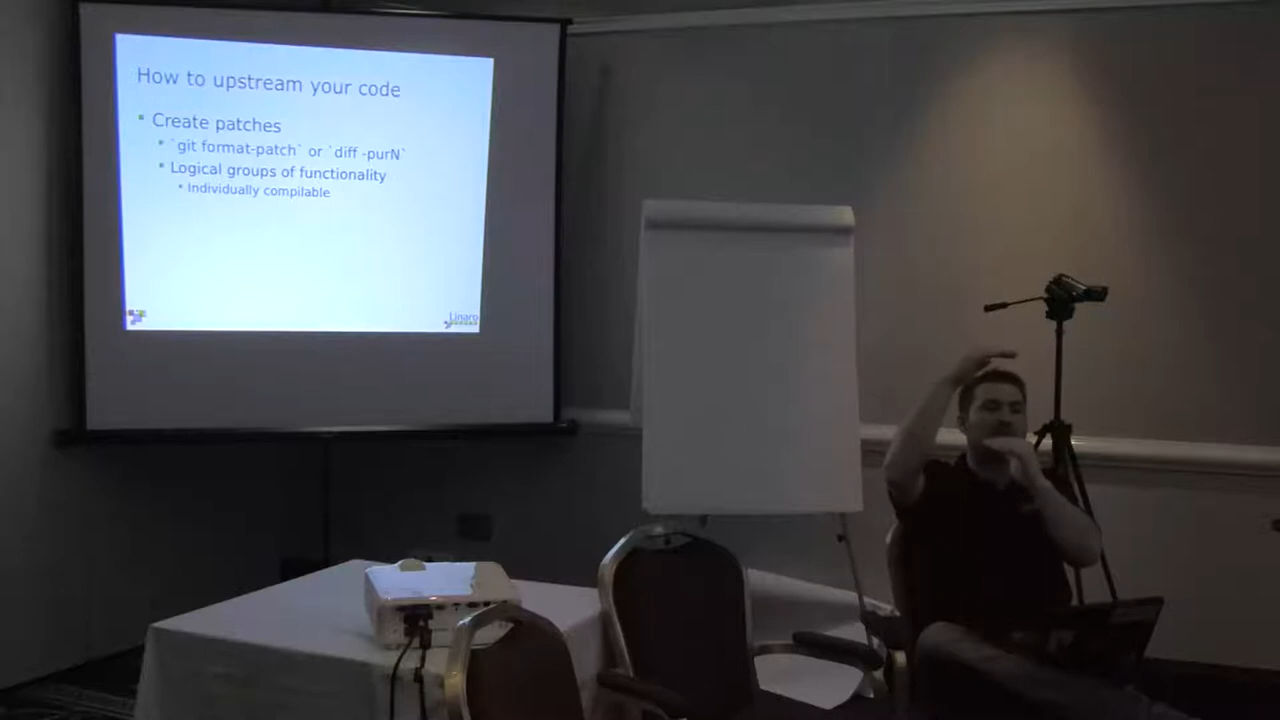 How to upstream your code
Create patches
`git format-patch` or `diff -purN`
Logical groups of functionality
Individually compilable
Linaro